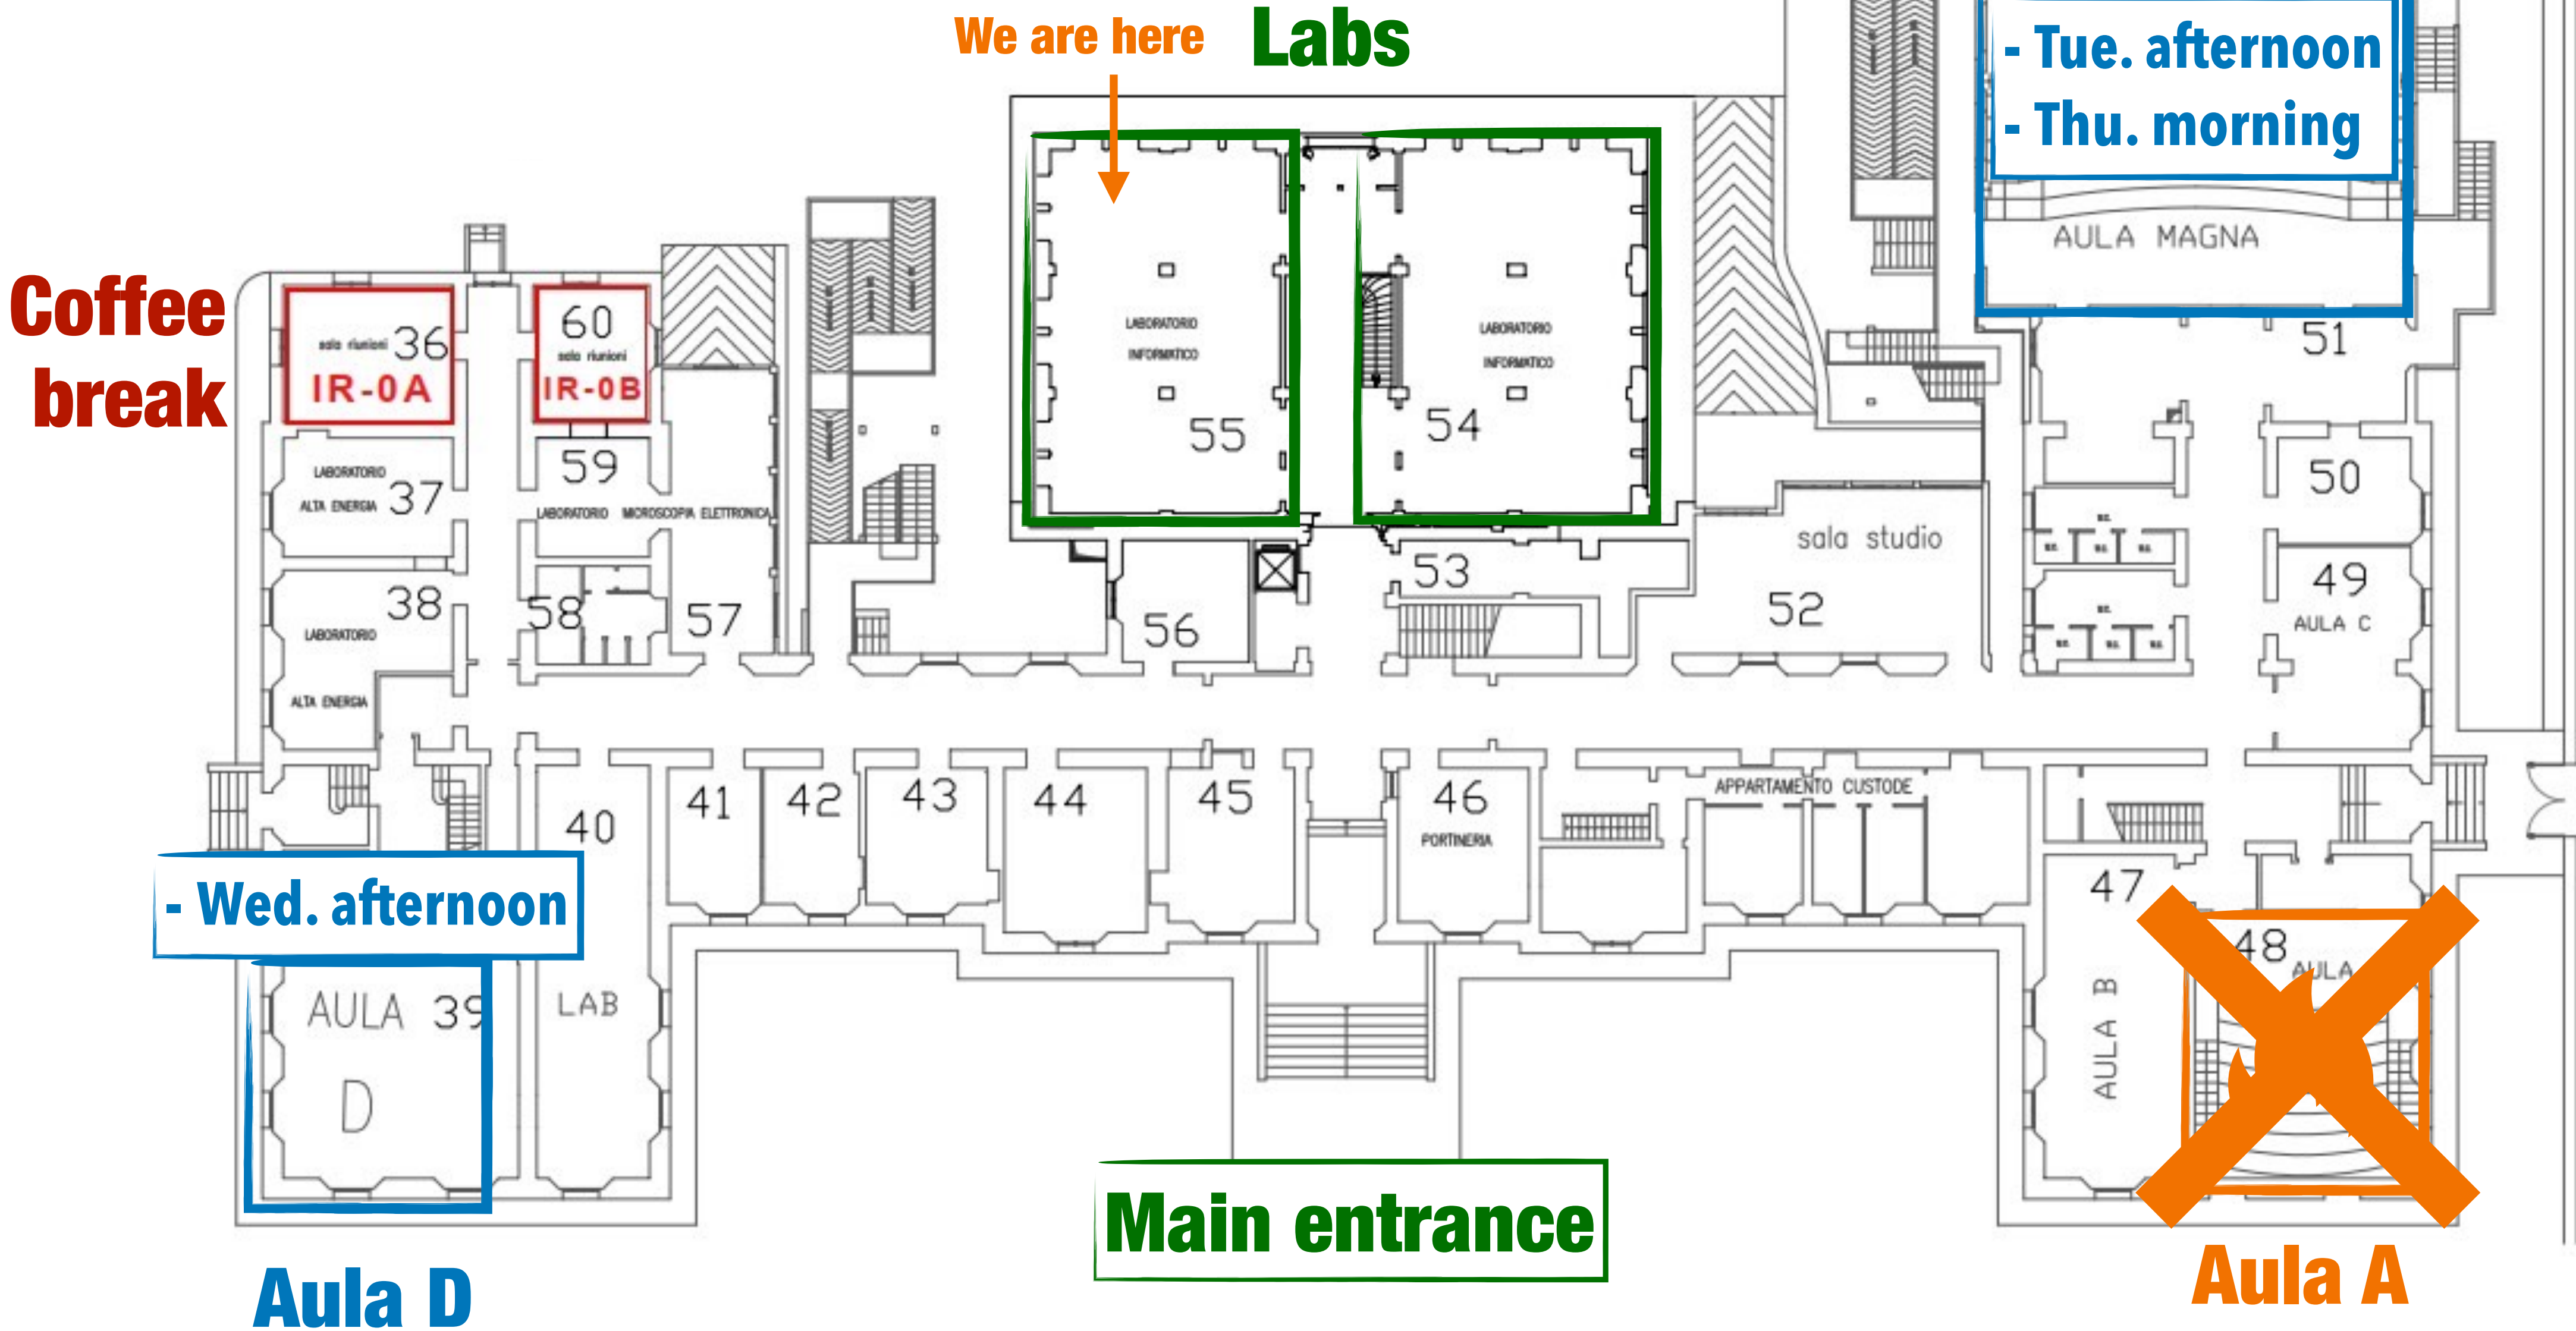 We are here
Labs
- Tue. afternoon
- Thu. morning
AULA MAGNA
51
Coffee
break
sala riunioni 36
IR-0A
60
sala riunioni
IR-0B
LABORATORIO
INFORMATICO
55
LABORATORIO
INFORMATICO
54
LABORATORIO
ALTA ENERGIA 37
59
LABORATORIO MICROSCOPIA ELETTRONICA
50
sala studio
53
52
49
AULA C
38
LABORATORIO
ALTA ENERGIA
58
57
56
40
41
42
43
44
45
46
PORTINERIA
APPARTAMENTO CUSTODE
47
AULA B
48
AULA
- Wed. afternoon
AULA 39
D
LAB
Main entrance
Aula D
Aula A